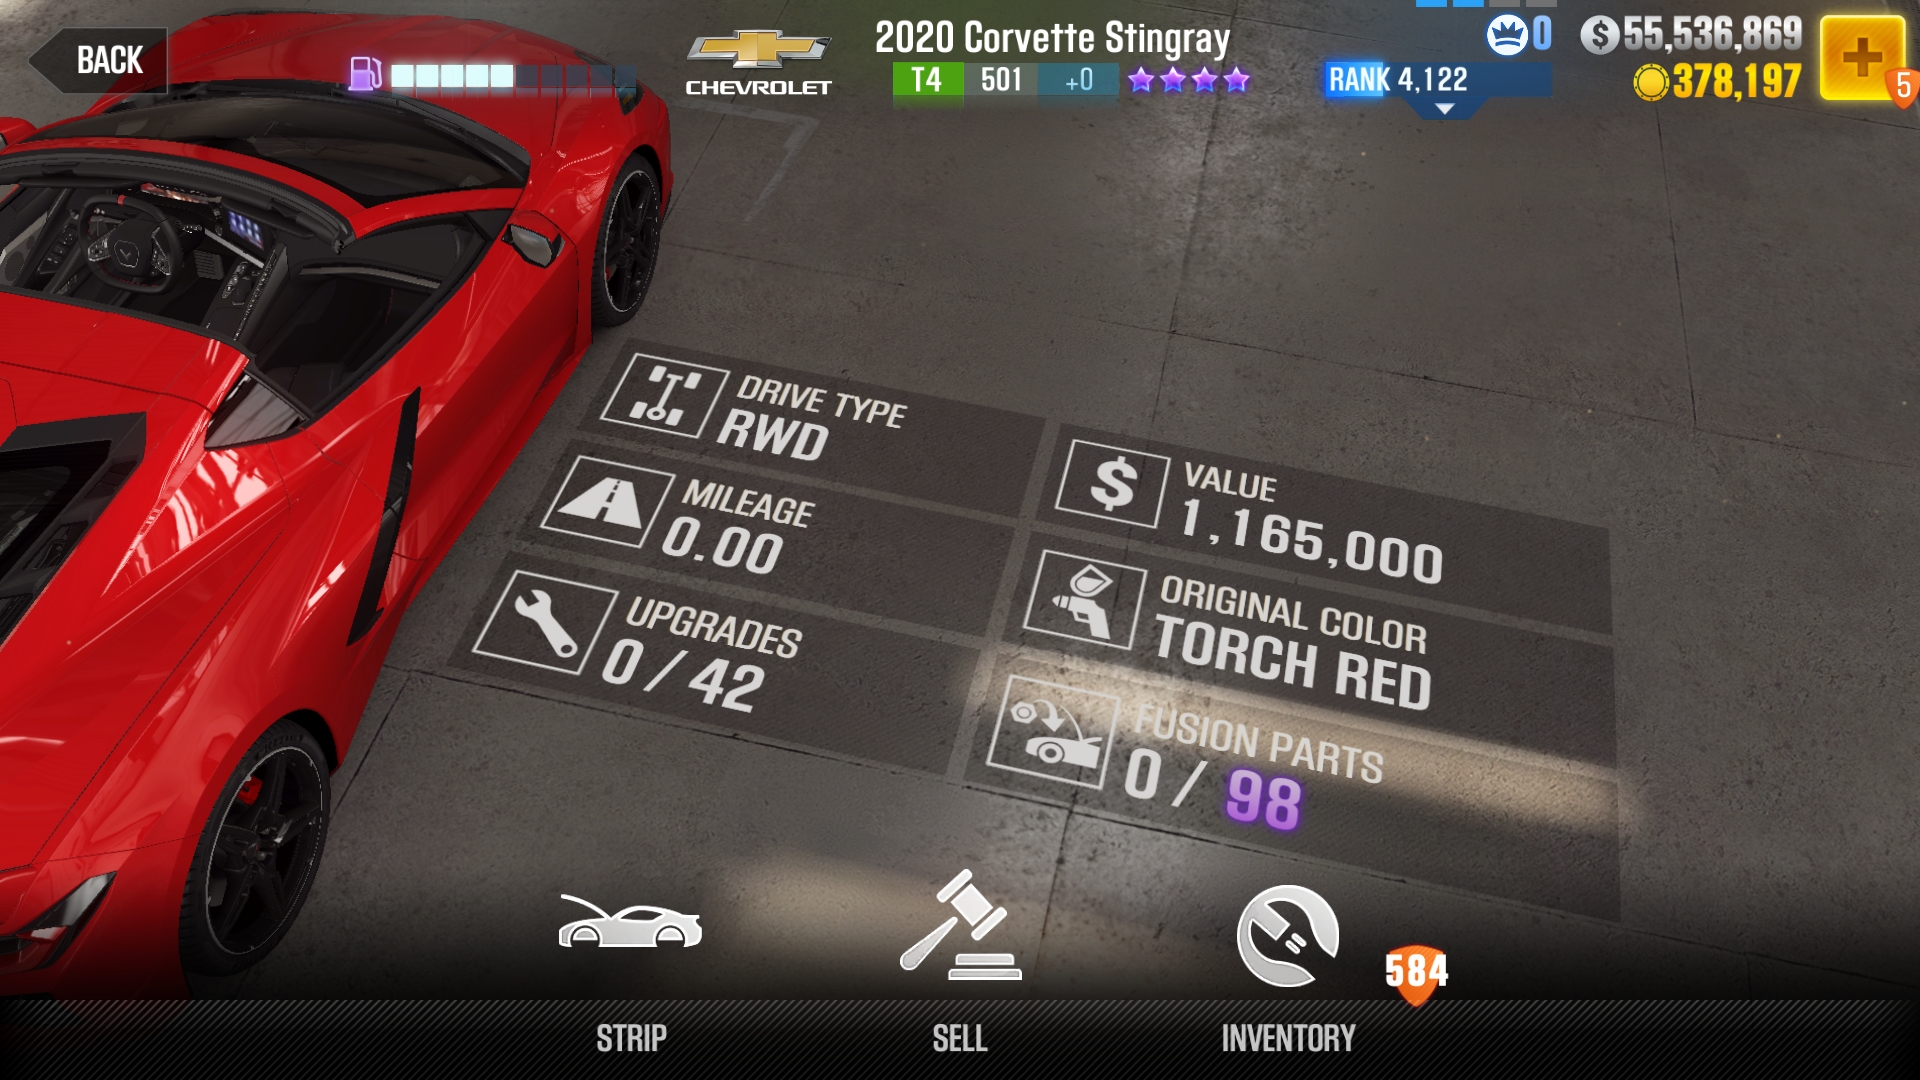 BACK
CHEVROLET
2020 Corvette Stingray
T4 501 +0
RANK 4,122
0
$ 55,536,869
378,197
5
DRIVE TYPE
RWD
MILEAGE
0.00
UPGRADES
0 / 42
$ VALUE
1,165,000
ORIGINAL COLOR
TORCH RED
FUSION PARTS
0 / 98
584
STRIP
SELL
INVENTORY